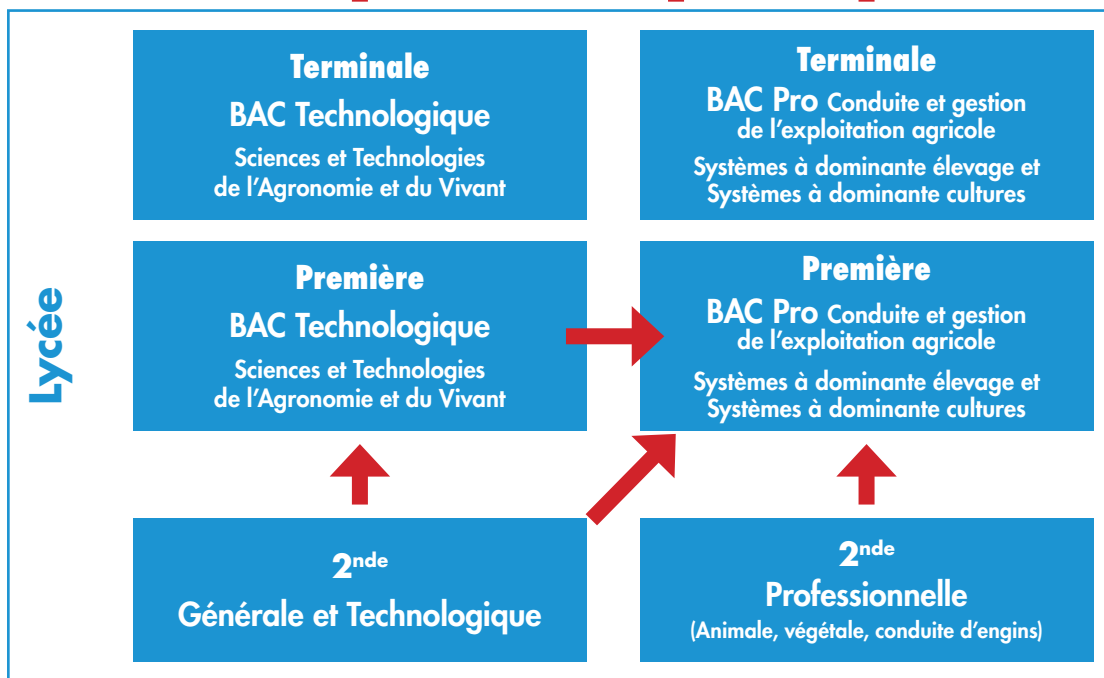 Terminale
BAC Technologique
Sciences et Technologies
de l'Agronomie et du Vivant
Terminale
BAC Pro Conduite et gestion
de l'exploitation agricole
Systèmes à dominante élevage et
Systèmes à dominante cultures
Lycée
Première
BAC Technologique
Sciences et Technologies
de l'Agronomie et du Vivant
Première
BAC Pro Conduite et gestion
de l'exploitation agricole
Systèmes à dominante élevage et
Systèmes à dominante cultures
2nde
Générale et Technologique
2nde
Professionnelle
(Animale, végétale, conduite d'engins)